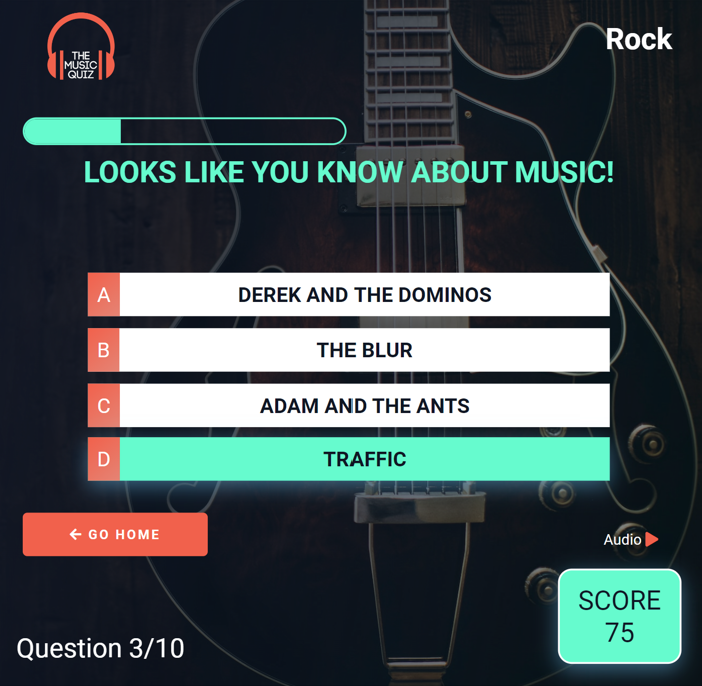 THE
MUSIC
QUIZ
Rock
LOOKS LIKE YOU KNOW ABOUT MUSIC!
A DEREK AND THE DOMINOS
B THE BLUR
C ADAM AND THE ANTS
D TRAFFIC
← GO HOME
Audio
SCORE
75
Question 3/10